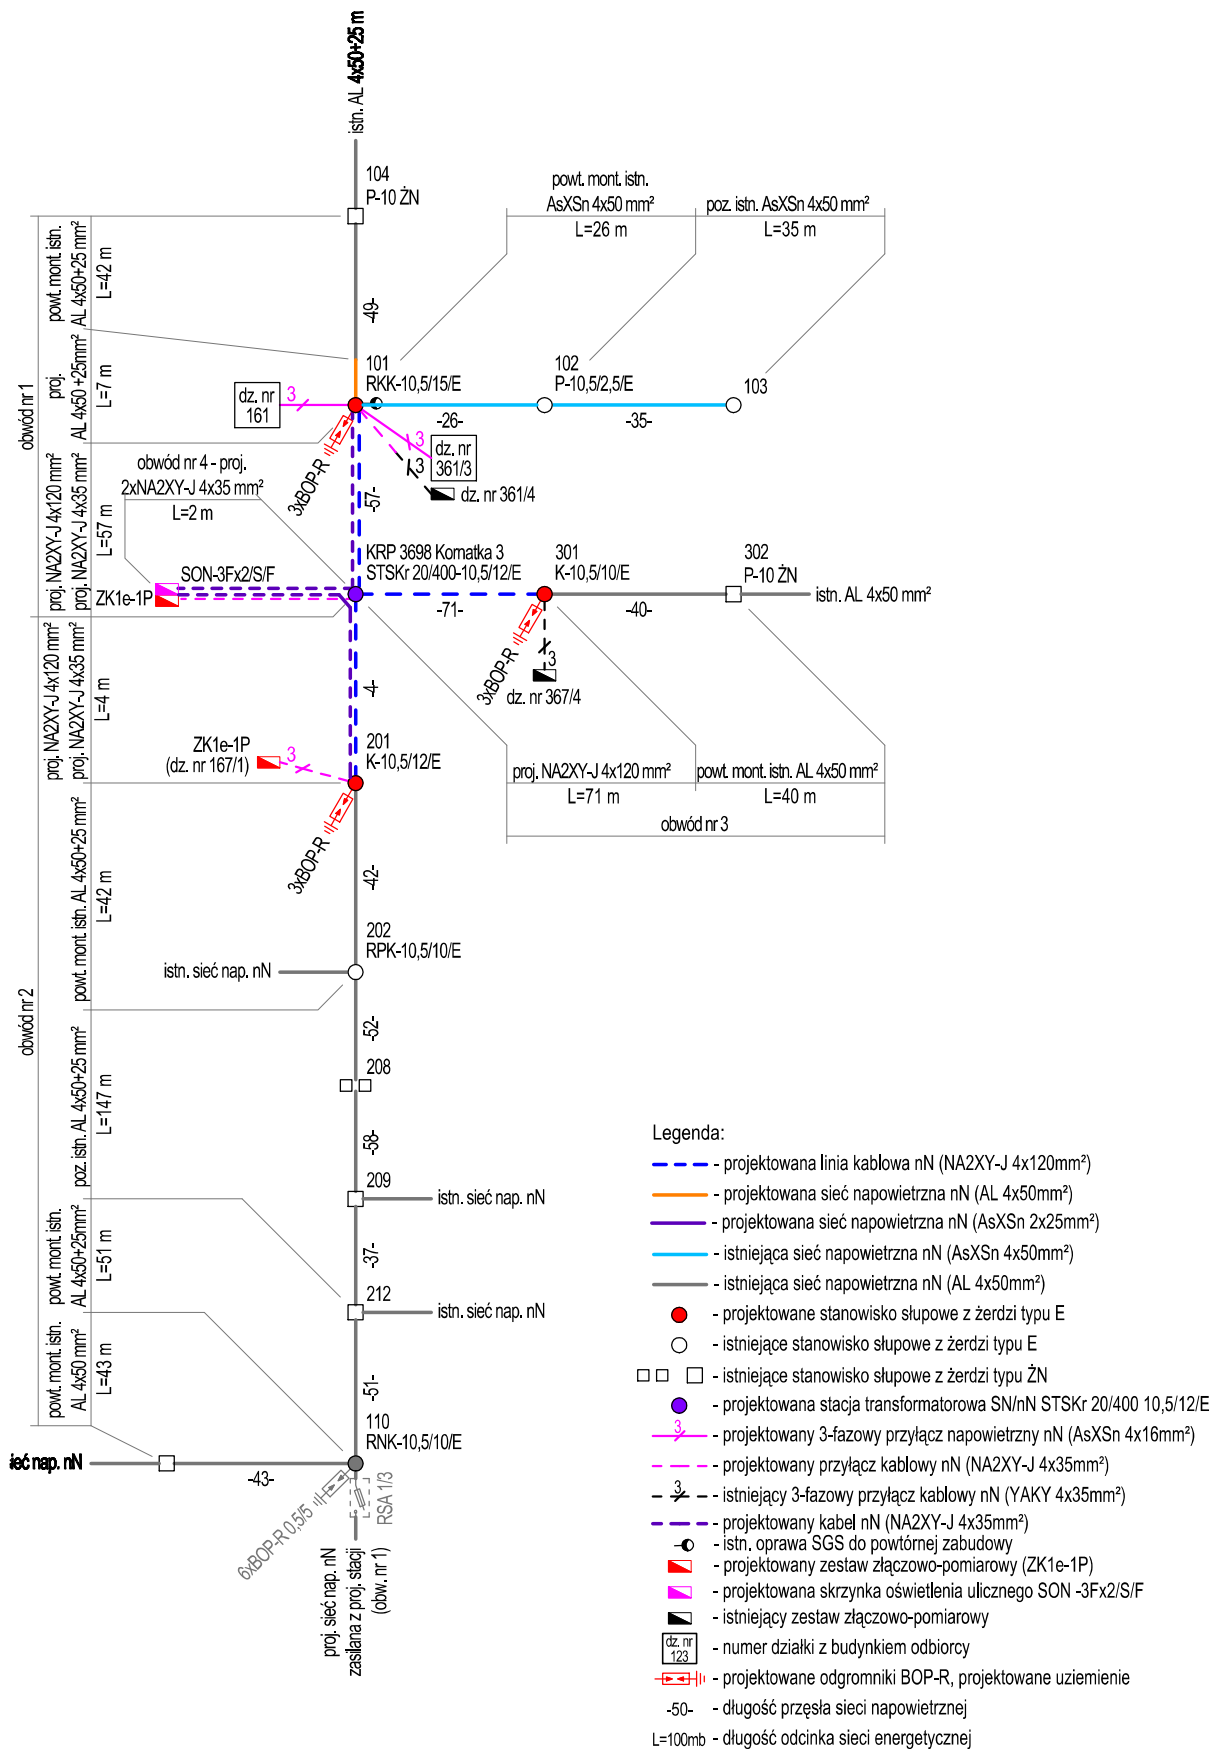 istn. AL 4x50+25 m
104
P-10 ŻN
powt. mont. istn.
AsXSn 4x50 mm²
L=26 m
poz. istn. AsXSn 4x50 mm²
L=35 m
obwód nr 1
powt. mont. istn.
AL 4x50+25 mm²
L=42 m
-49-
proj.
AL 4x50 +25mm²
L=7 m
101
RKK-10,5/15/E
102
P-10,5/2,5/E
103
dz. nr
161
3
-26-
-35-
3xBOP-R
3
dz. nr
361/3
3
dz. nr 361/4
-57-
proj. NA2XY-J 4x120 mm²
proj. NA2XY-J 4x35 mm²
L=57 m
obwód nr 4 - proj.
2xNA2XY-J 4x35 mm²
L=2 m
SON-3Fx2/S/F
ZK1e-1P
KRP 3698 Kornatka 3
STSKr 20/400-10,5/12/E
301
K-10,5/10/E
302
P-10 ŻN
-71-
-40-
istn. AL 4x50 mm²
3xBOP-R
3
dz. nr 367/4
proj. NA2XY-J 4x120 mm²
proj. NA2XY-J 4x35 mm²
L=4 m
-4-
201
K-10,5/12/E
ZK1e-1P
(dz. nr 167/1)
3
3xBOP-R
proj. NA2XY-J 4x120 mm²
L=71 m
powt. mont. istn. AL 4x50 mm²
L=40 m
obwód nr 3
obwód nr 2
powt. mont. istn. AL 4x50+25 mm²
L=42 m
-42-
202
RPK-10,5/10/E
istn. sieć nap. nN
-52-
208
poz. istn. AL 4x50+25 mm²
L=147 m
-58-
209
istn. sieć nap. nN
-37-
powt. mont. istn.
AL 4x50+25mm²
L=51 m
212
istn. sieć nap. nN
-51-
powt. mont. istn.
AL 4x50 mm²
L=43 m
110
RNK-10,5/10/E
ieć nap. nN
-43-
6xBOP-R 0,5/5
RSA 1/3
proj. sieć nap. nN
zasilana z proj. stacji
(obw. nr 1)
Legenda:
- projektowana linia kablowa nN (NA2XY-J 4x120mm²)
- projektowana sieć napowietrzna nN (AL 4x50mm²)
- projektowana sieć napowietrzna nN (AsXSn 2x25mm²)
- istniejąca sieć napowietrzna nN (AsXSn 4x50mm²)
- istniejąca sieć napowietrzna nN (AL 4x50mm²)
- projektowane stanowisko słupowe z żerdzi typu E
- istniejące stanowisko słupowe z żerdzi typu E
- istniejące stanowisko słupowe z żerdzi typu ŻN
- projektowana stacja transformatorowa SN/nN STSKr 20/400 10,5/12/E
3 - projektowany 3-fazowy przyłącz napowietrzny nN (AsXSn 4x16mm²)
- projektowany przyłącz kablowy nN (NA2XY-J 4x35mm²)
3 - istniejący 3-fazowy przyłącz kablowy nN (YAKY 4x35mm²)
- projektowany kabel nN (NA2XY-J 4x35mm²)
- istn. oprawa SGS do powtórnej zabudowy
- projektowany zestaw złączowo-pomiarowy (ZK1e-1P)
- projektowana skrzynka oświetlenia ulicznego SON -3Fx2/S/F
- istniejący zestaw złączowo-pomiarowy
dz. nr
123
- numer działki z budynkiem odbiorcy
- projektowane odgromniki BOP-R, projektowane uziemienie
-50- - długość przęsła sieci napowietrznej
L=100mb - długość odcinka sieci energetycznej